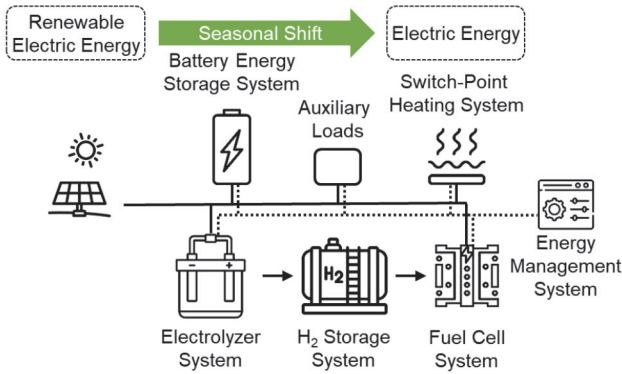 Renewable
Electric Energy
Seasonal Shift
Electric Energy
Battery Energy
Storage System
Switch-Point
Heating System
Auxiliary
Loads
H2
Energy
Management
System
Electrolyzer
System
H₂ Storage
System
Fuel Cell
System